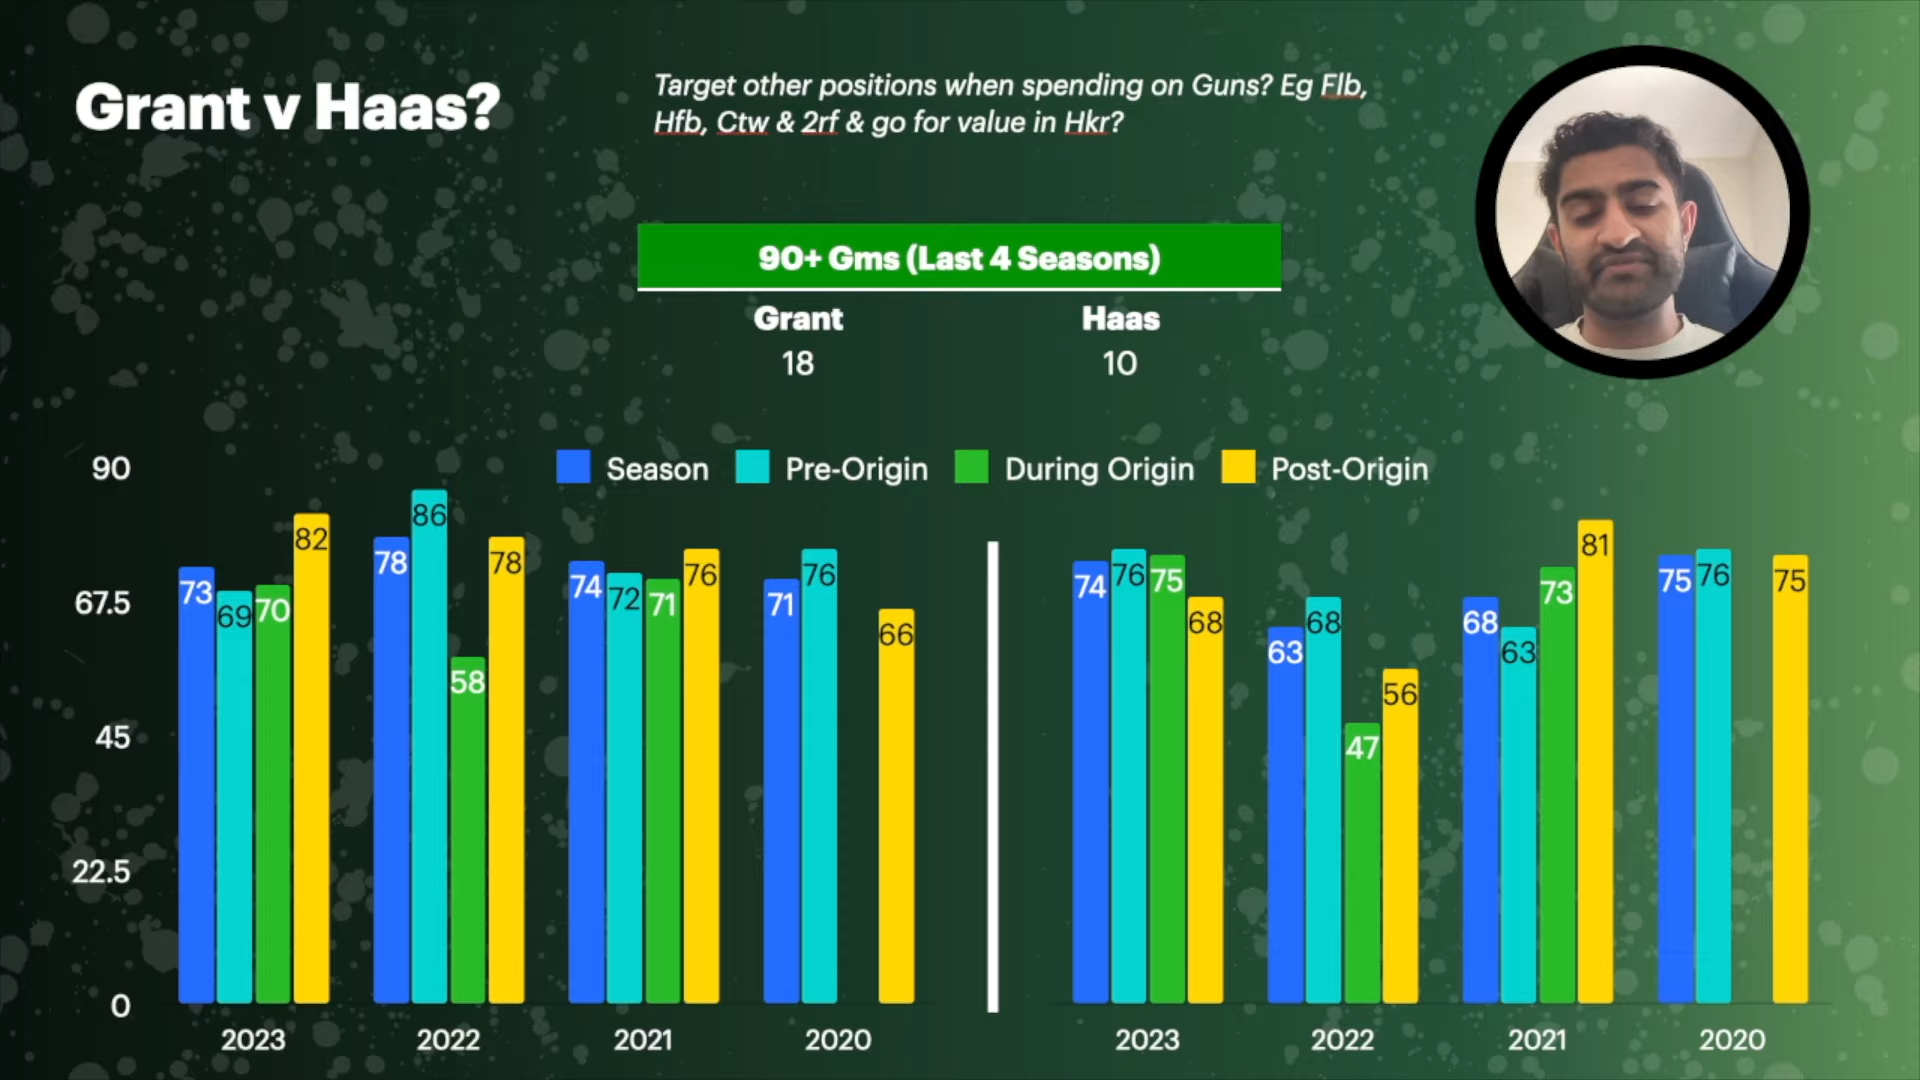 Grant v Haas?
Target other positions when spending on Guns? Eg Flb,
Hfb, Ctw & 2rf & go for value in Hkr?
90+ Gms (Last 4 Seasons)
Grant Haas
18 10
Season Pre-Origin During Origin Post-Origin
90
67.5
45
22.5
0
73 69 70 82
78 86 58 78
74 72 71 76
71 76 66
74 76 75 68
63 68 47 56
68 63 73 81
75 76 75
2023 2022 2021 2020 2023 2022 2021 2020